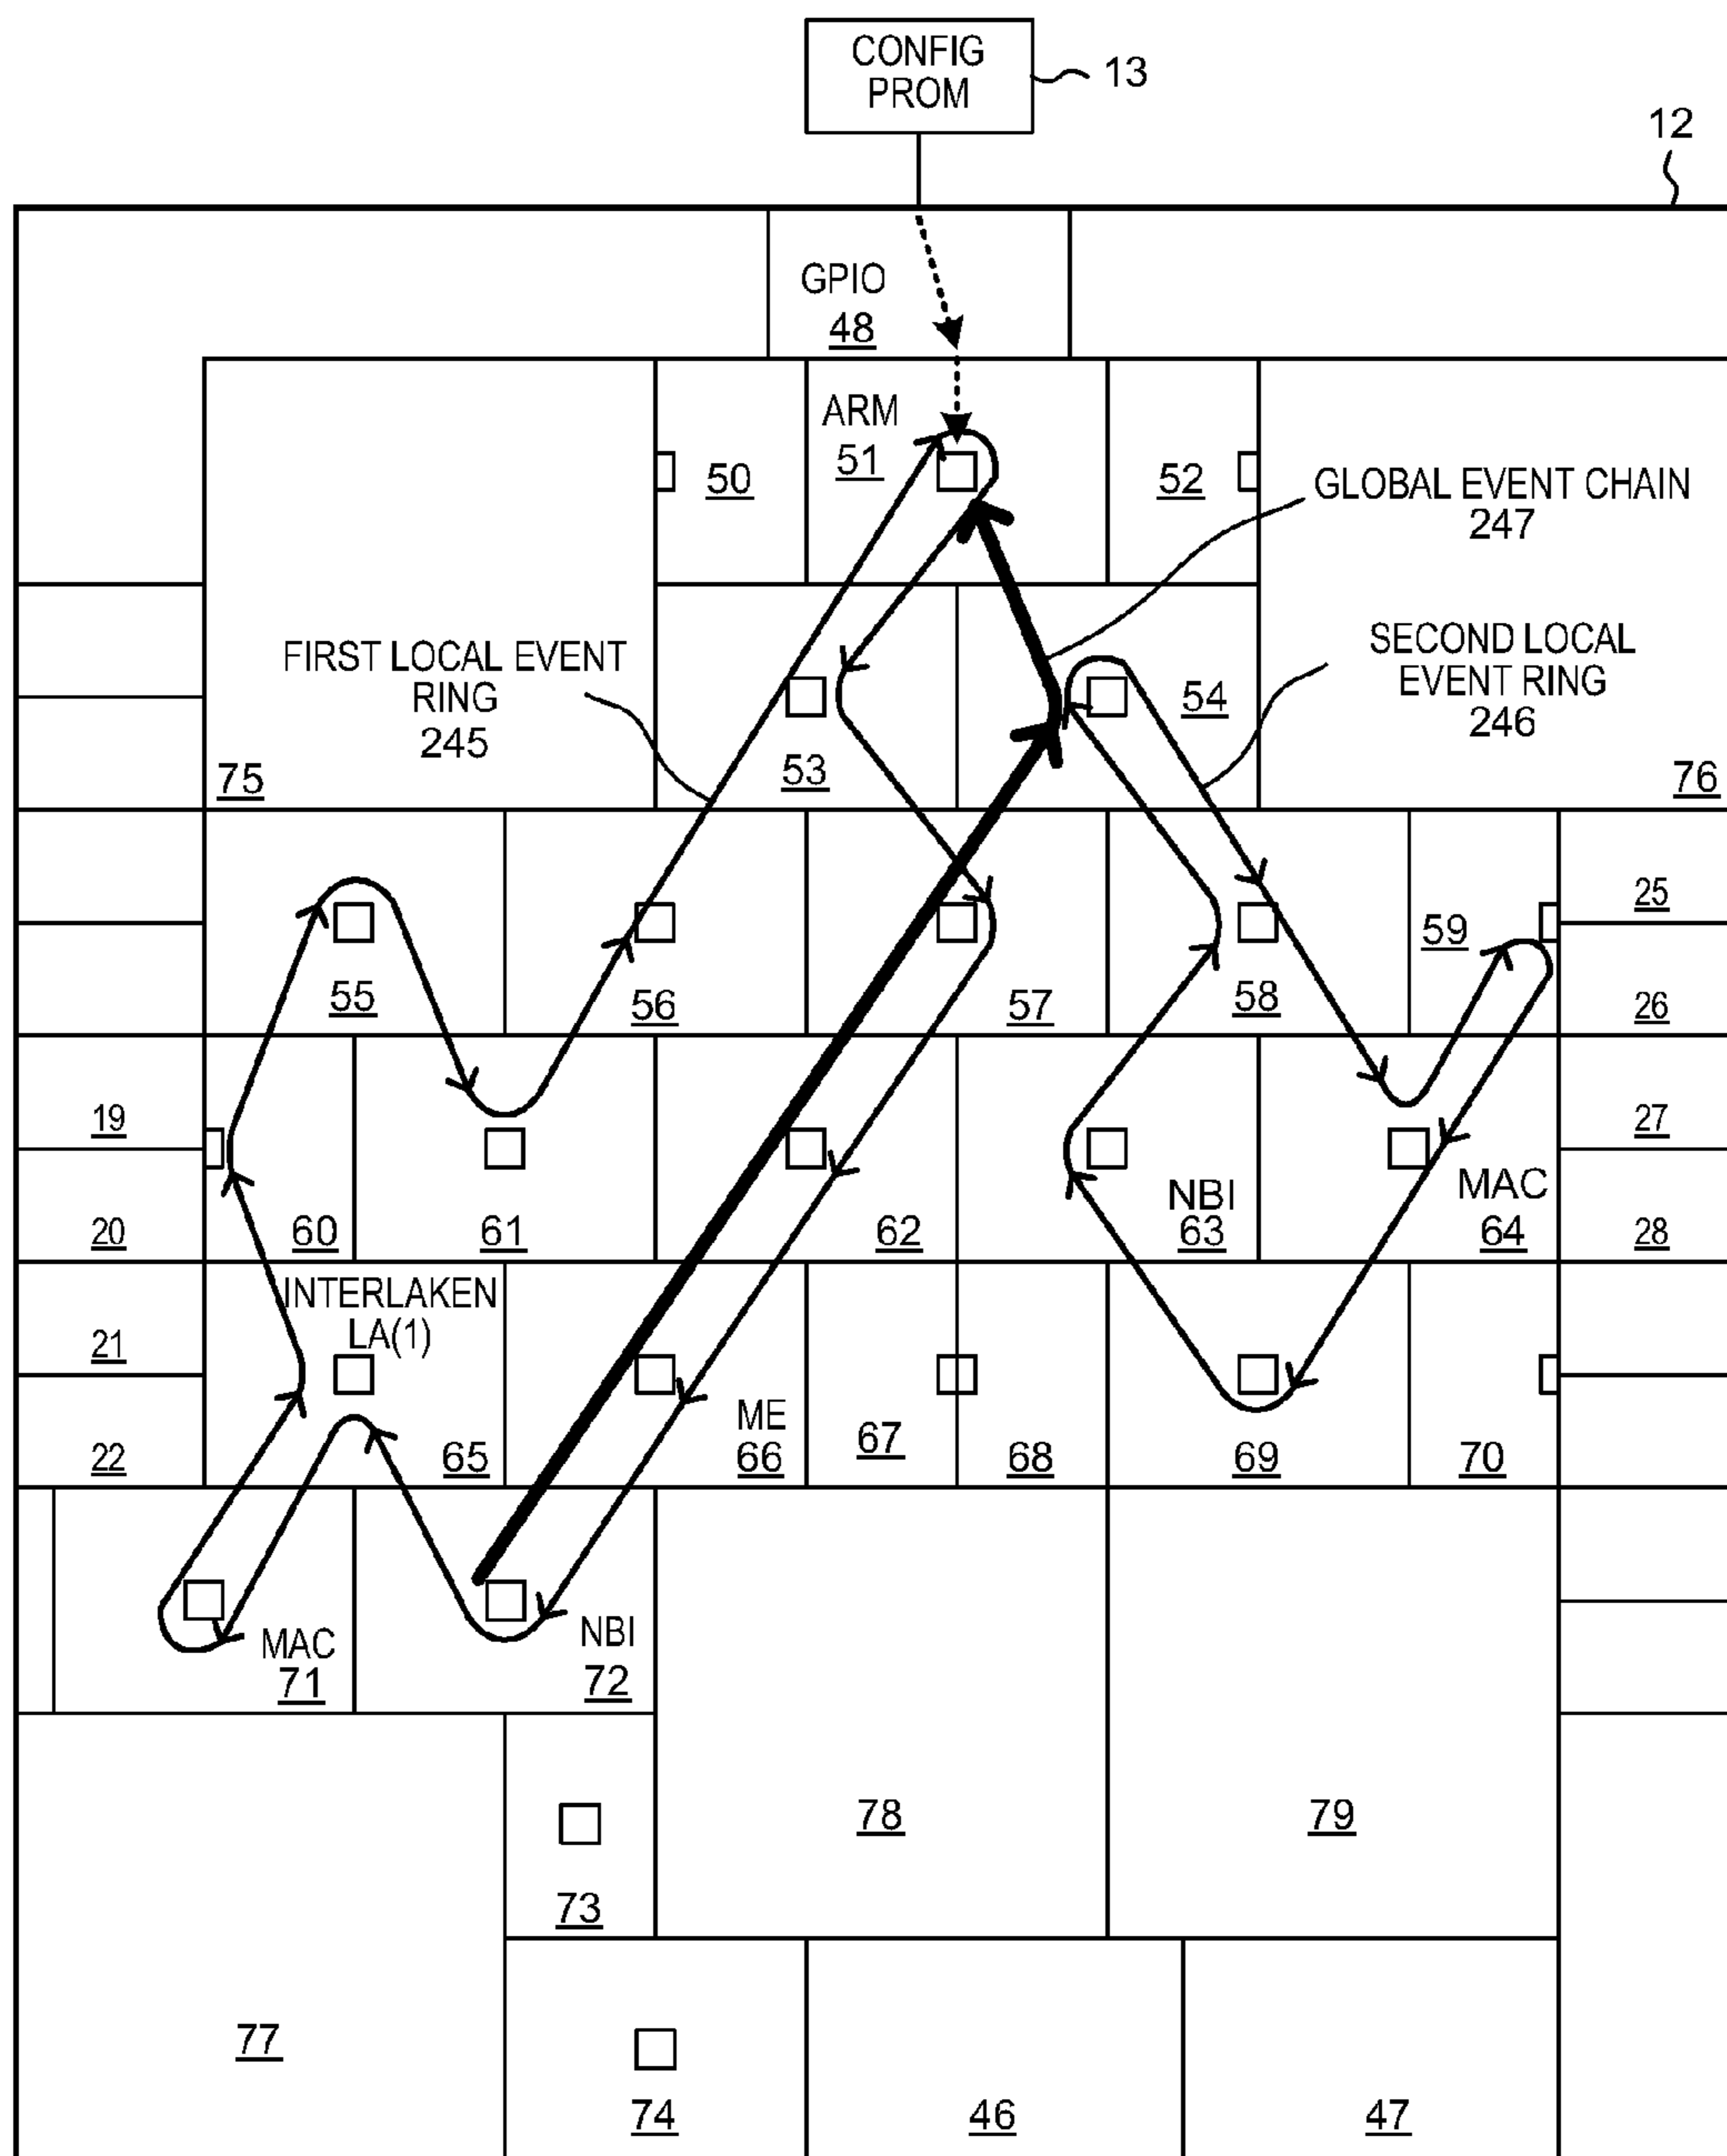 CONFIG
PROM
13
12
GPIO
48
ARM
51
50
52
GLOBAL EVENT CHAIN
247
FIRST LOCAL EVENT
RING
245
SECOND LOCAL
EVENT RING
246
54
53
75
76
25
59
55
56
57
58
26
19
27
NBI
63
MAC
64
20
60
61
62
28
INTERLAKEN
LA(1)
21
ME
66
67
22
65
68
69
70
MAC
71
NBI
72
78
79
73
77
74
46
47